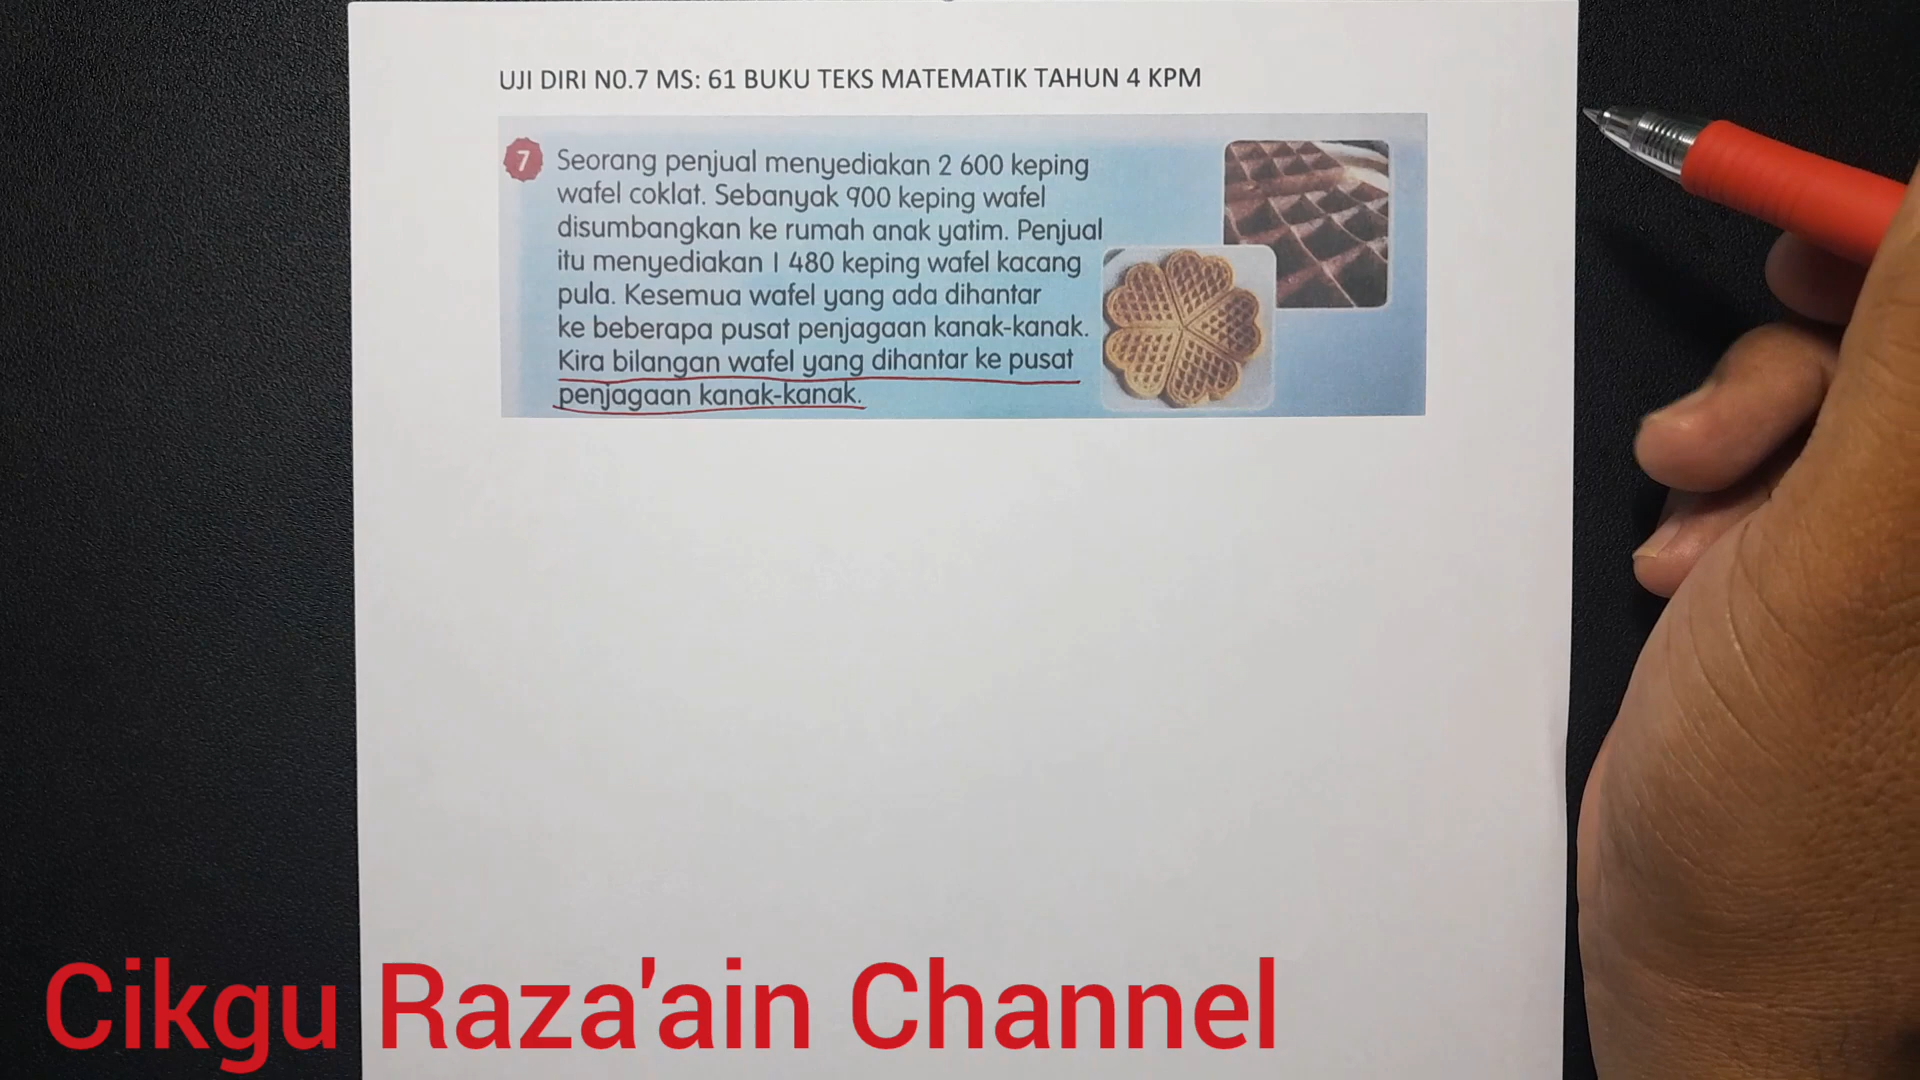 UJI DIRI NO.7 MS: 61 BUKU TEKS MATEMATIK TAHUN 4 KPM
7 Seorang penjual menyediakan 2 600 keping
wafel coklat. Sebanyak 900 keping wafel
disumbangkan ke rumah anak yatim. Penjual
itu menyediakan 1 480 keping wafel kacang
pula. Kesemua wafel yang ada dihantar
ke beberapa pusat penjagaan kanak-kanak.
Kira bilangan wafel yang dihantar ke pusat
penjagaan kanak-kanak.
Cikgu Raza'ain Channel